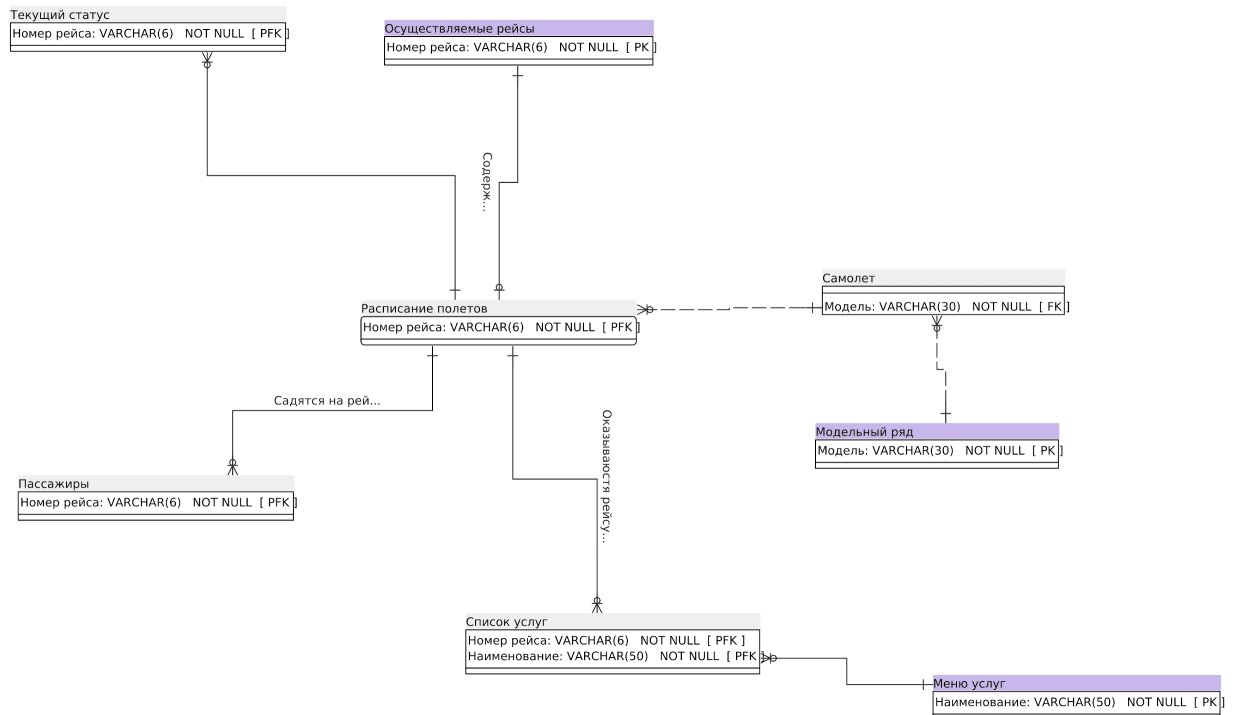 Текущий статус
Номер рейса: VARCHAR(6) NOT NULL [ PFK ]
Осуществляемые рейсы
Номер рейса: VARCHAR(6) NOT NULL [ PK ]
Содерж...
Самолет
Модель: VARCHAR(30) NOT NULL [ FK ]
Расписание полетов
Номер рейса: VARCHAR(6) NOT NULL [ PFK ]
Садятся на рей...
Оказываюстя рейсу...
Модельный ряд
Модель: VARCHAR(30) NOT NULL [ PK ]
Пассажиры
Номер рейса: VARCHAR(6) NOT NULL [ PFK ]
Список услуг
Номер рейса: VARCHAR(6) NOT NULL [ PFK ]
Наименование: VARCHAR(50) NOT NULL [ PFK ]
Меню услуг
Наименование: VARCHAR(50) NOT NULL [ PK ]